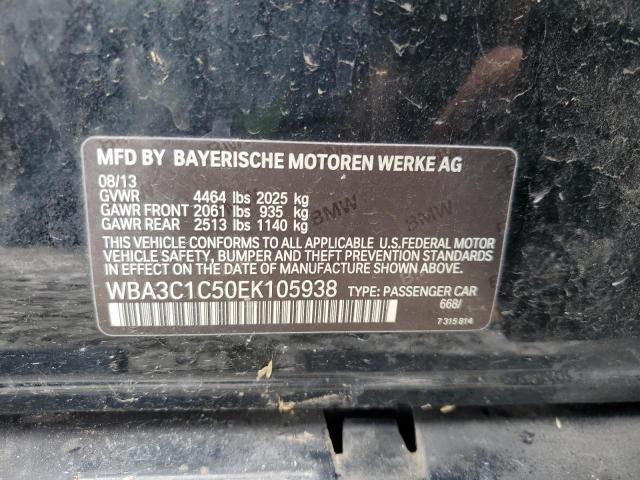 MFD BY BAYERISCHE MOTOREN WERKE AG
08/13
GVWR 4464 lbs 2025 kg
GAWR FRONT 2061 lbs 935 kg
GAWR REAR 2513 lbs 1140 kg
THIS VEHICLE CONFORMS TO ALL APPLICABLE U.S.FEDERAL MOTOR
VEHICLE SAFETY, BUMPER AND THEFT PREVENTION STANDARDS
IN EFFECT ON THE DATE OF MANUFACTURE SHOWN ABOVE.
WBA3C1C50EK105938 TYPE: PASSENGER CAR
668/
7 315 814
BMW
BMW